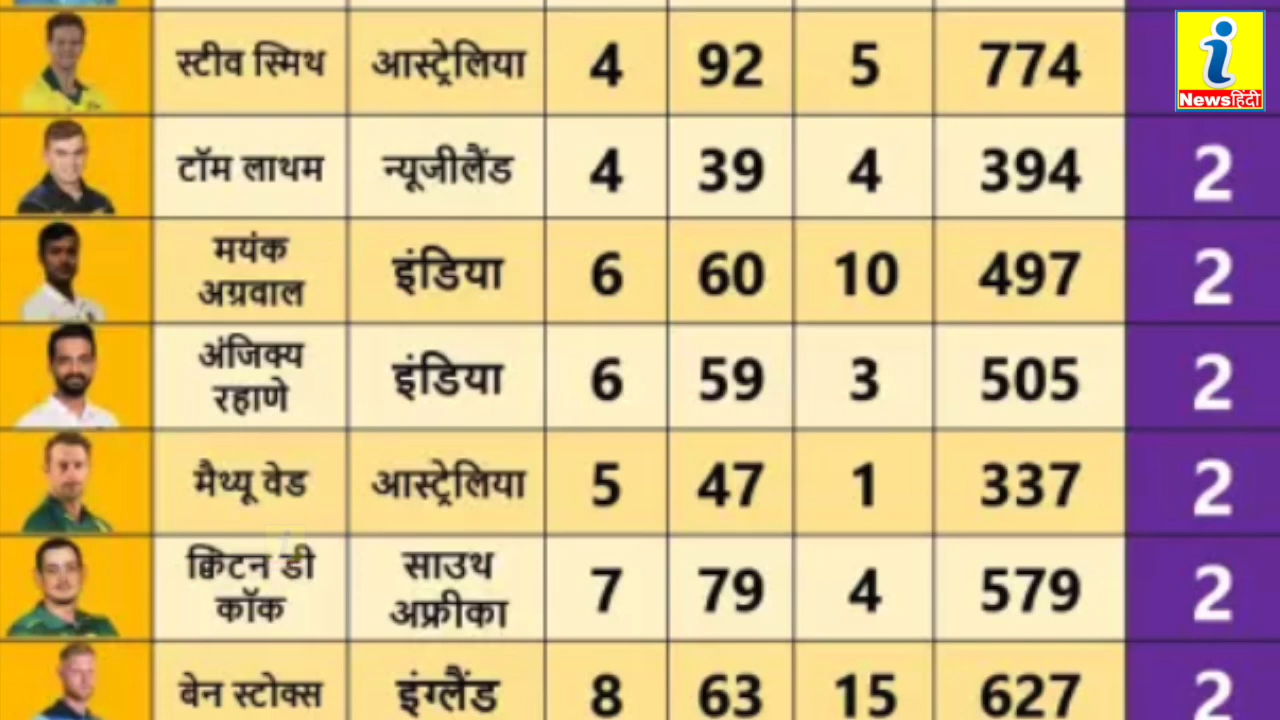 स्टीव स्मिथ आस्ट्रेलिया 4 92 5 774
i
Newsहिंदी
टॉम लाथम न्यूजीलैंड 4 39 4 394 2
मयंक
अग्रवाल
इंडिया 6 60 10 497 2
अंजिक्य
रहाणे
इंडिया 6 59 3 505 2
मैथ्यू वेड आस्ट्रेलिया 5 47 1 337 2
क्विटन डी
कॉक
साउथ
अफ्रीका
7 79 4 579 2
वेन स्टोक्स इंग्लैंड 8 63 15 627 2